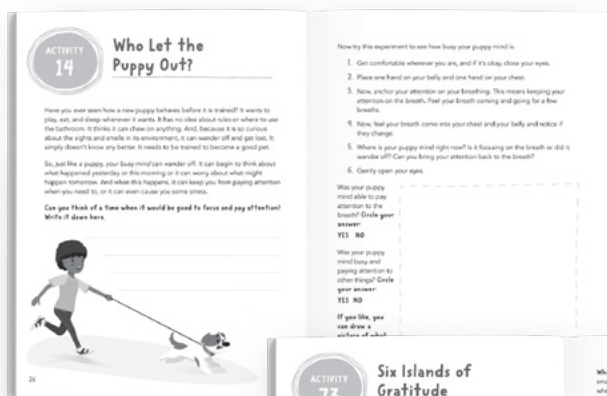 ACTIVITY
14
Who Let the
Puppy Out?
Have you ever seen how a new puppy behaves before it is trained? It wants to
play, eat, and sleep whenever it wants. It has no idea about rules or where to use
the bathroom. It thinks it can chew on anything. And, because it is so curious
about the sights and smells in its environment, it can wander off and get lost. It
simply doesn't know any better. It needs to be trained to become a good pet.
So, just like a puppy, your busy mind can wander off. It can begin to think about
what happened yesterday or this morning or it can worry about what might
happen tomorrow. And when this happens, it can keep you from paying attention
when you need to, or it can even cause you some stress.
Can you think of a time when it would be good to focus and pay attention?
Write it down here.
26
Now try this experiment to see how busy your puppy mind is.
1. Get comfortable wherever you are, and if it's okay, close your eyes.
2. Place one hand on your belly and one hand on your chest.
3. Now, anchor your attention on your breathing. This means keeping your
attention on the breath. Feel your breath coming and going for a few
breaths.
4. Now, feel your breath come into your chest and your belly and notice if
they change.
5. Where is your puppy mind right now? Is it focusing on the breath or did it
wander off? Can you bring your attention back to the breath?
6. Gently open your eyes.
Was your puppy
mind able to pay
attention to the
breath? Circle your
answer:
YES NO
Was your puppy
mind busy and
paying attention to
other things? Circle
your answer:
YES NO
If you like, you
can draw a
picture of what
ACTIVITY
23
Six Islands of
Gratitude